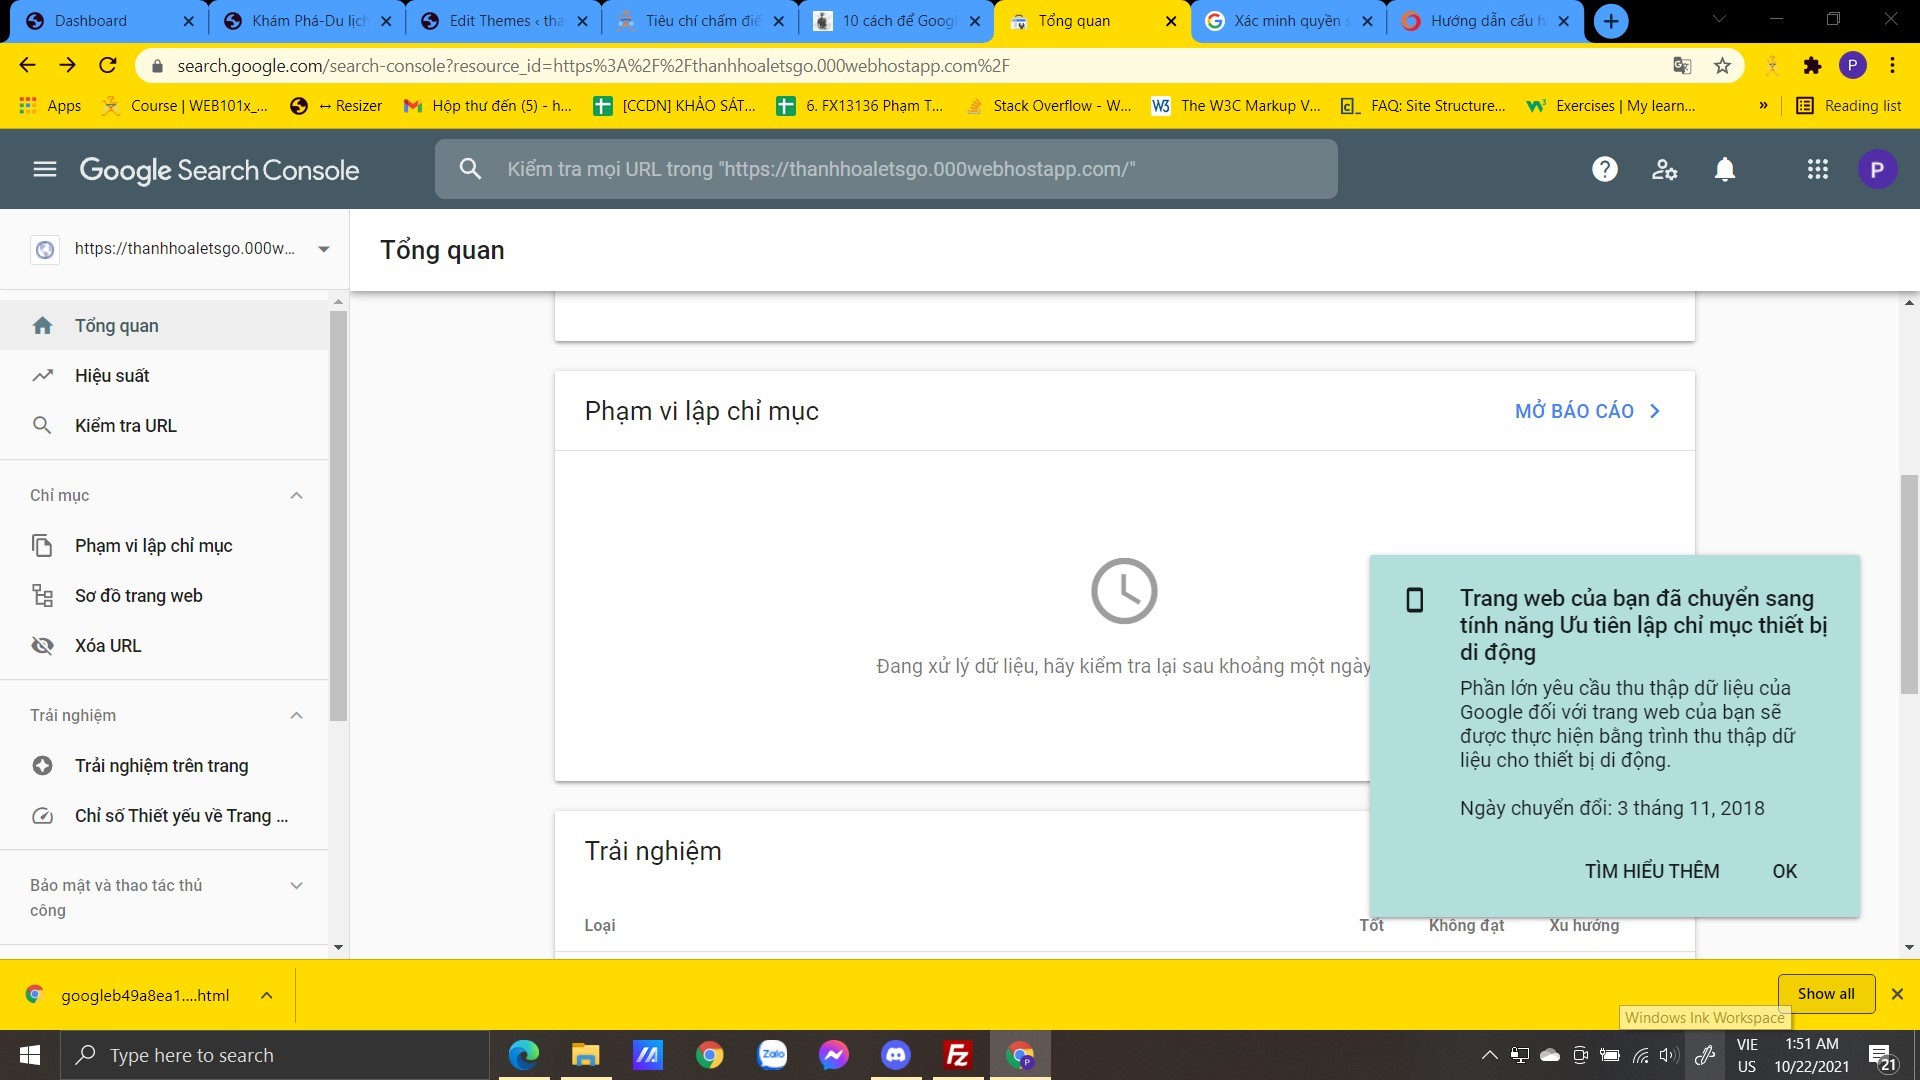 Dashboard
Khám Phá-Du lịch
Edit Themes ‹ tha
Tiêu chí chấm điể
10 cách để Googl
Tổng quan
Xác minh quyền s
Hướng dẫn cấu h
search.google.com/search-console?resource_id=https%3A%2F%2Fthanhhoaletsgo.000webhostapp.com%2F
P
Apps
Course | WEB101x_...
↔ Resizer
Hộp thư đến (5) - h...
[CCDN] KHẢO SÁT...
6. FX13136 Phạm T...
Stack Overflow - W...
The W3C Markup V...
FAQ: Site Structure...
Exercises | My learn...
»
Reading list
Google Search Console
Kiểm tra mọi URL trong "https://thanhhoaletsgo.000webhostapp.com/"
P
https://thanhhoaletsgo.000w...
Tổng quan
Tổng quan
Hiệu suất
Kiểm tra URL
Chỉ mục
Phạm vi lập chỉ mục
Sơ đồ trang web
Xóa URL
Trải nghiệm
Trải nghiệm trên trang
Chỉ số Thiết yếu về Trang ...
Bảo mật và thao tác thủ
công
Phạm vi lập chỉ mục
MỞ BÁO CÁO
Đang xử lý dữ liệu, hãy kiểm tra lại sau khoảng một ngày
Trải nghiệm
Loại
Tốt
Không đạt
Xu hướng
Trang web của bạn đã chuyển sang
tính năng Ưu tiên lập chỉ mục thiết bị
di động
Phần lớn yêu cầu thu thập dữ liệu của
Google đối với trang web của bạn sẽ
được thực hiện bằng trình thu thập dữ
liệu cho thiết bị di động.
Ngày chuyển đổi: 3 tháng 11, 2018
TÌM HIỂU THÊM
OK
googleb49a8ea1....html
Show all
Windows Ink Workspace
Type here to search
Zalo
Fz
P
VIE
US
1:51 AM
10/22/2021
21